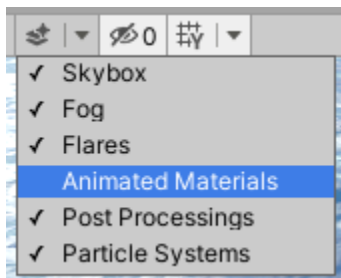 0
Skybox
Fog
Flares
Animated Materials
Post Processings
Particle Systems